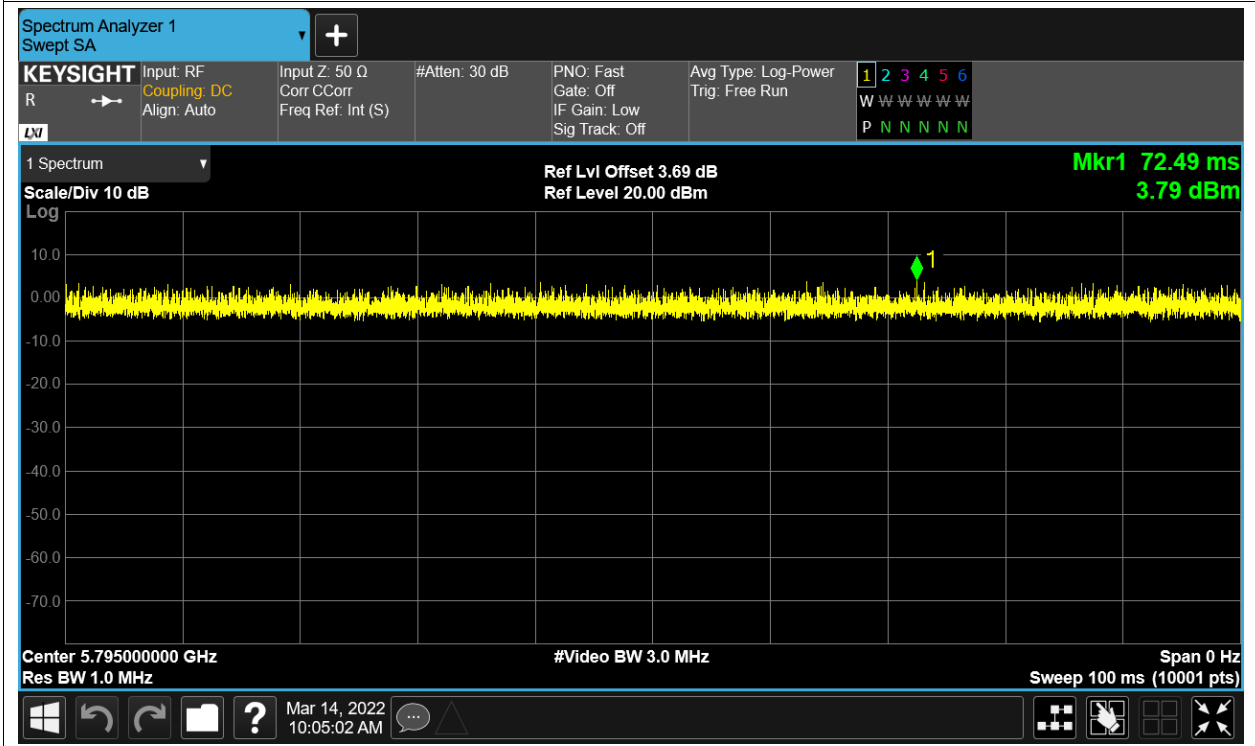 Spectrum Analyzer 1
Swept SA
KEYSIGHT
R
LXI
Input: RF
Coupling: DC
Align: Auto
Input Z: 50 Ω
Corr CCorr
Freq Ref: Int (S)
#Atten: 30 dB
PNO: Fast
Gate: Off
IF Gain: Low
Sig Track: Off
Avg Type: Log-Power
Trig: Free Run
1 2 3 4 5 6
W W W W W W
P N N N N N
1 Spectrum
Scale/Div 10 dB
Log
Ref Lvl Offset 3.69 dB
Ref Level 20.00 dBm
Mkr1 72.49 ms
3.79 dBm
1
10.0
0.00
-10.0
-20.0
-30.0
-40.0
-50.0
-60.0
-70.0
Center 5.795000000 GHz
Res BW 1.0 MHz
#Video BW 3.0 MHz
Span 0 Hz
Sweep 100 ms (10001 pts)
?
Mar 14, 2022
10:05:02 AM